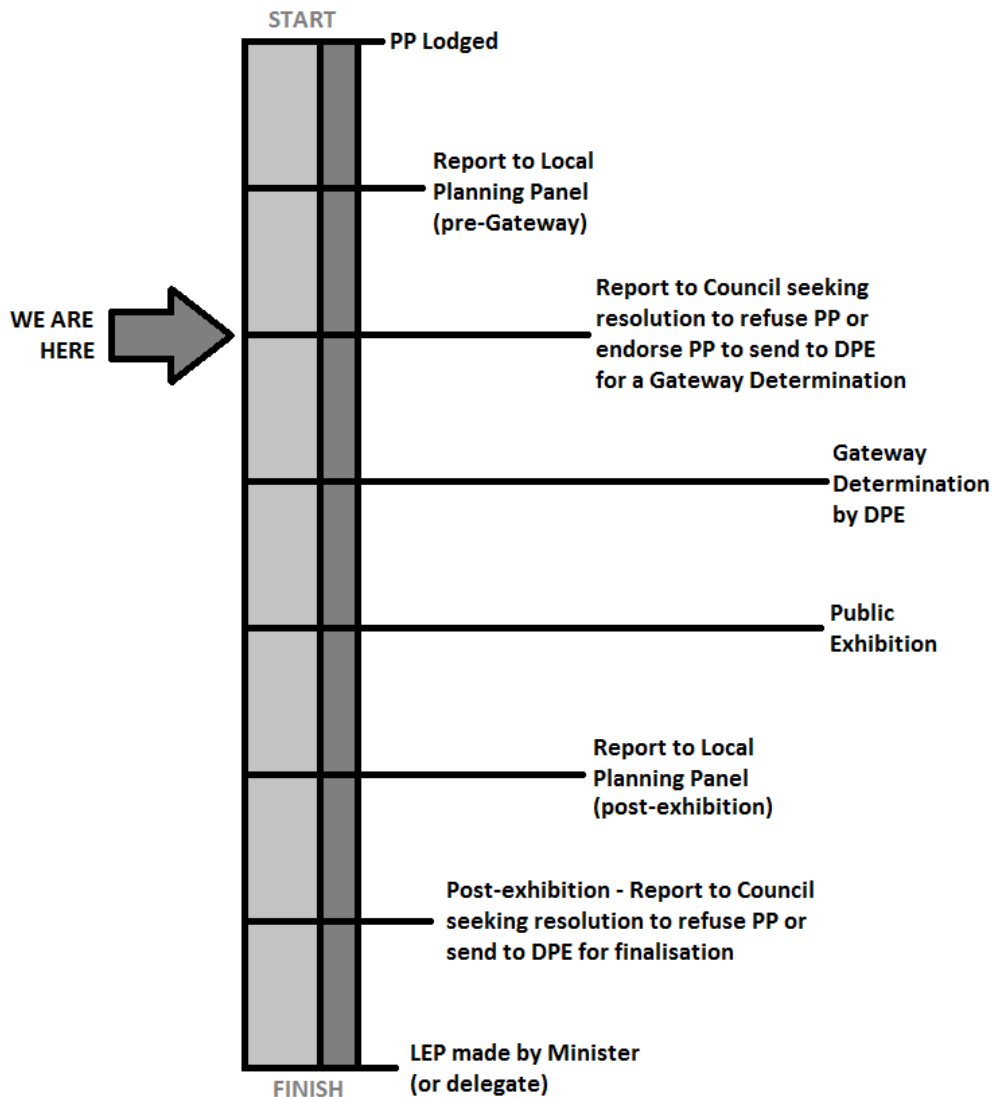 START
PP Lodged
Report to Local
Planning Panel
(pre-Gateway)
WE ARE
HERE
Report to Council seeking
resolution to refuse PP or
endorse PP to send to DPE
for a Gateway Determination
Gateway
Determination
by DPE
Public
Exhibition
Report to Local
Planning Panel
(post-exhibition)
Post-exhibition - Report to Council
seeking resolution to refuse PP or
send to DPE for finalisation
LEP made by Minister
(or delegate)
FINISH